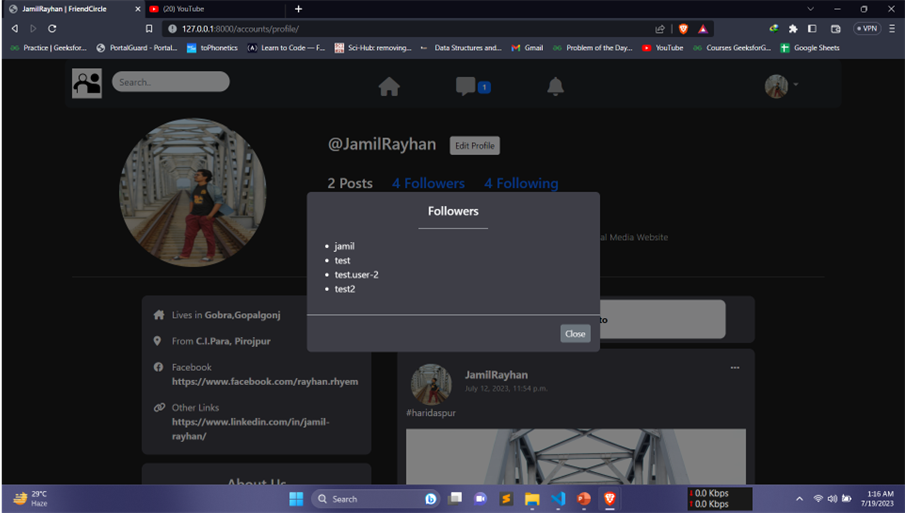 JamilRayhan | FriendCircle
(20) YouTube
127.0.0.1:8000/accounts/profile/
VPN
Practice | Geeksfor...
PortalGuard - Portal...
toPhonetics
Learn to Code — F...
Sci-Hub: removing...
Data Structures and...
Gmail
Problem of the Day...
YouTube
Courses GeeksforG...
Google Sheets
Search..
1
@JamilRayhan
Edit Profile
2 Posts
4 Followers
4 Following
al Media Website
Followers
jamil
test
test.user-2
test2
Close
Lives in Gobra,Gopalgonj
From C.I.Para, Pirojpur
Facebook
https://www.facebook.com/rayhan.rhyem
Other Links
https://www.linkedin.com/in/jamil-
rayhan/
About Us
to
JamilRayhan
July 12, 2023, 11:54 p.m.
#haridaspur
29°C
Haze
Search
0.0 Kbps
0.0 Kbps
1:16 AM
7/19/2023